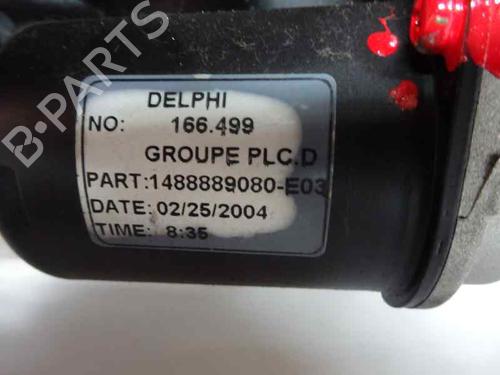 B-PARTS
DELPHI
NO: 166.499
GROUPE PLC.D
PART:1488889080-E03
DATE: 02/25/2004
TIME: 8:35